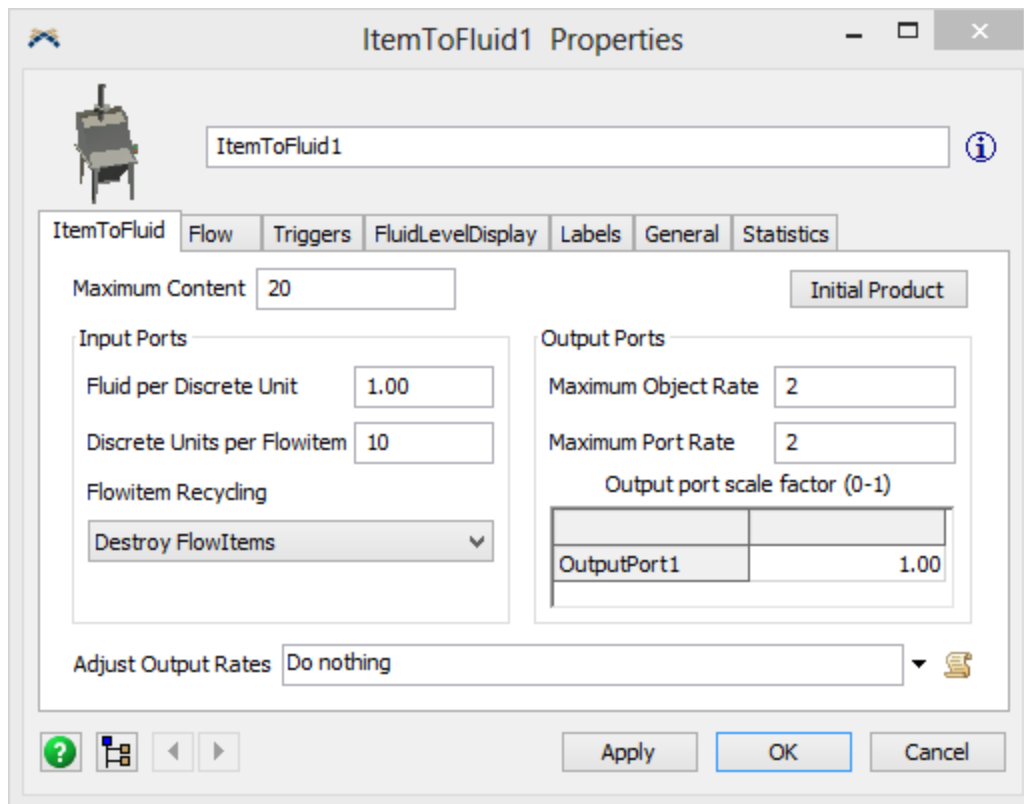 ItemToFluid1 Properties
ItemToFluid1
ItemToFluid Flow Triggers FluidLevelDisplay Labels General Statistics
Maximum Content 20 Initial Product
Input Ports
Fluid per Discrete Unit 1.00
Discrete Units per Flowitem 10
Flowitem Recycling
Destroy FlowItems
Output Ports
Maximum Object Rate 2
Maximum Port Rate 2
Output port scale factor (0-1)
OutputPort1 1.00
Adjust Output Rates Do nothing
Apply OK Cancel